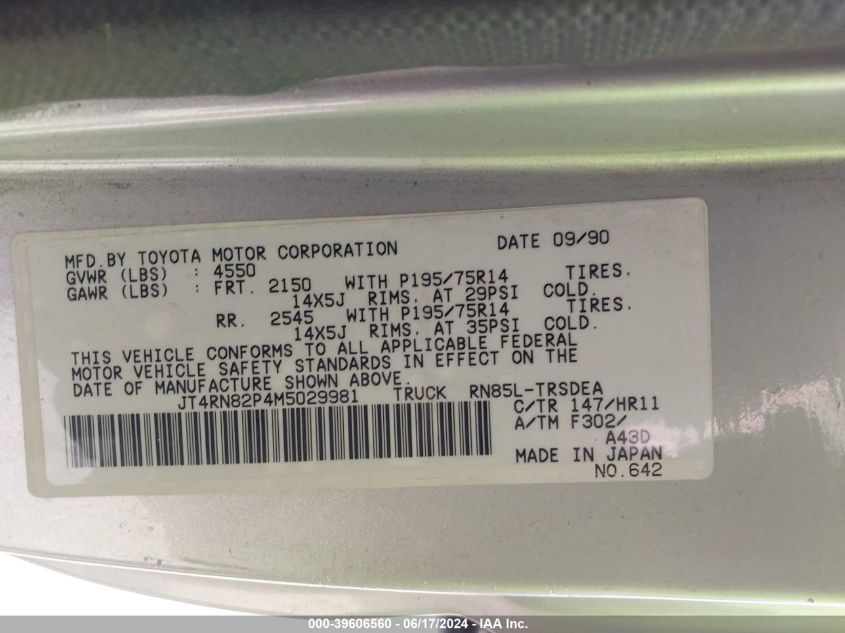 MFD.BY TOYOTA MOTOR CORPORATION DATE 09/90
GVWR (LBS) : 4550
GAWR (LBS) : FRT. 2150 WITH P195/75R14 TIRES.
14X5J RIMS, AT 29PSI COLD.
RR. 2545 WITH P195/75R14 TIRES.
14X5J RIMS, AT 35PSI COLD.
THIS VEHICLE CONFORMS TO ALL APPLICABLE FEDERAL
MOTOR VEHICLE SAFETY STANDARDS IN EFFECT ON THE
DATE OF MANUFACTURE SHOWN ABOVE.
JT4RN82P4M5029981 TRUCK RN85L-TRSDEA
C/TR 147/HR11
A/TM F302/
A43D
MADE IN JAPAN
NO.642
000-39606560 - 06/17/2024 - IAA Inc.